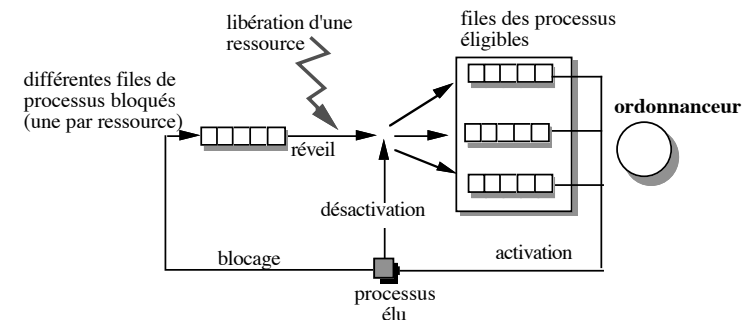 libération d'une
ressource
files des processus
éligibles
différentes files de
processus bloqués
(une par ressource)
ordonnanceur
réveil
désactivation
blocage
activation
processus
élu